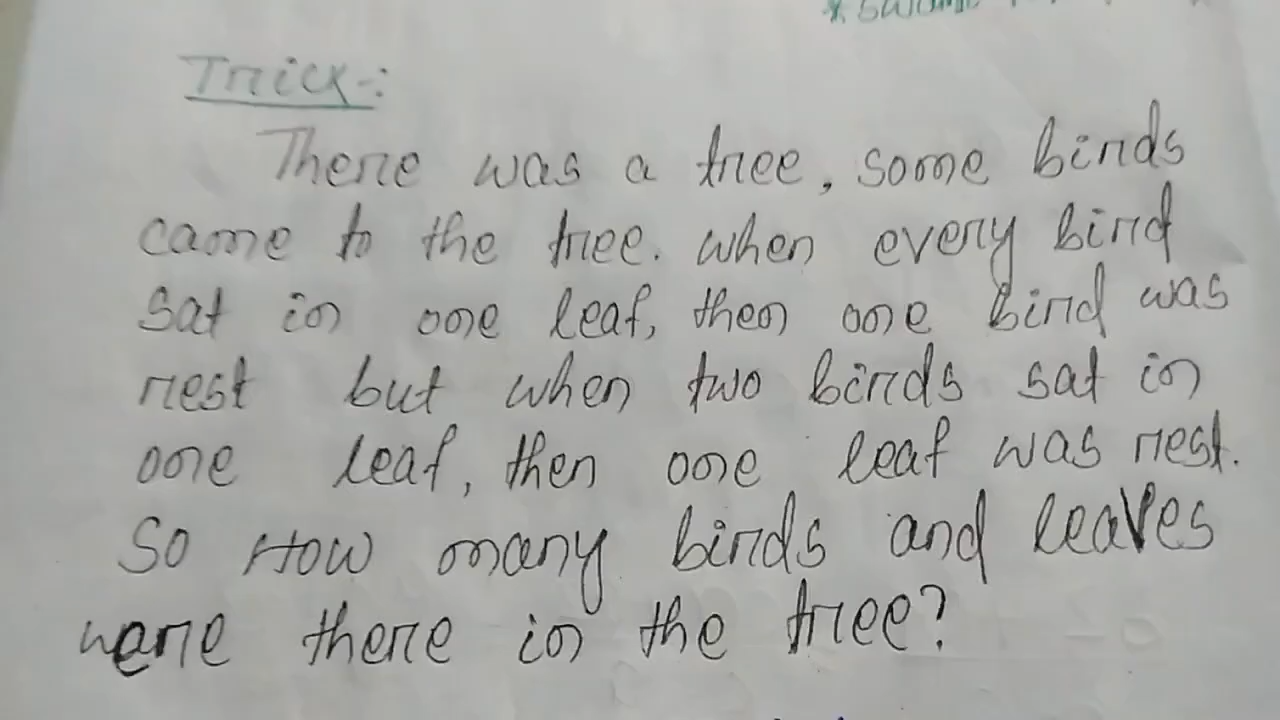 Trick-:
There was a tree, some birds
came to the tree. when every bird
sat in one leaf, then one bird was
rest but when two birds sat in
one leaf, then one leaf was rest.
So How many birds and leaves
were there in the tree?